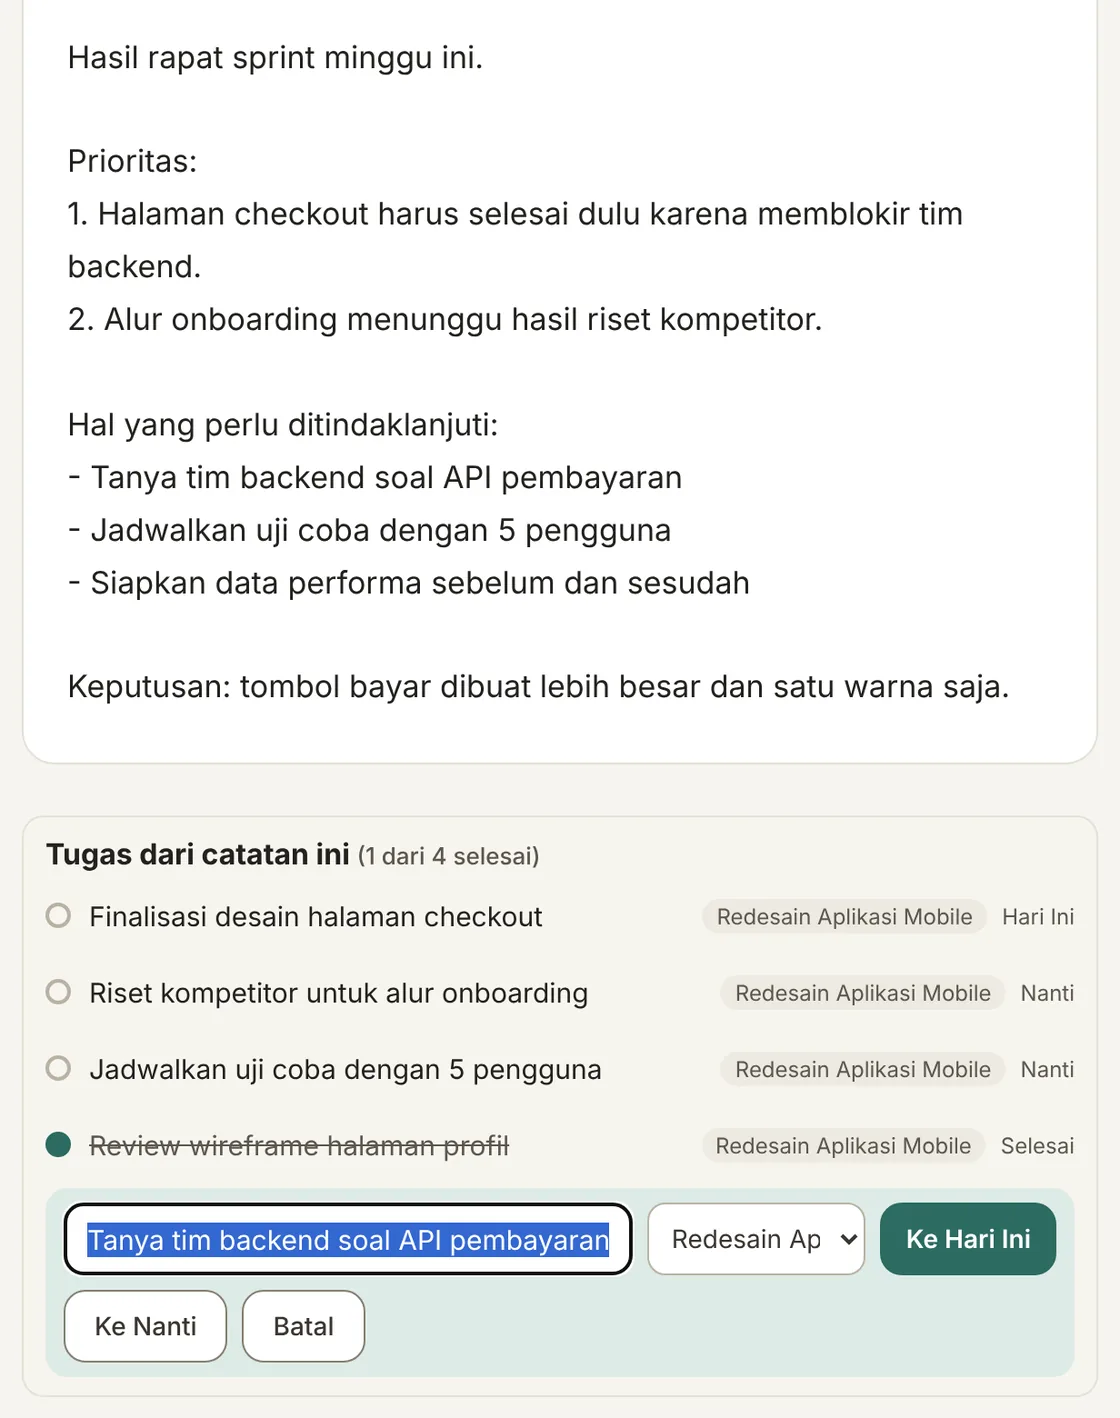 Hasil rapat sprint minggu ini.
Prioritas:
1. Halaman checkout harus selesai dulu karena memblokir tim
backend.
2. Alur onboarding menunggu hasil riset kompetitor.
Hal yang perlu ditindaklanjuti:
- Tanya tim backend soal API pembayaran
- Jadwalkan uji coba dengan 5 pengguna
- Siapkan data performa sebelum dan sesudah
Keputusan: tombol bayar dibuat lebih besar dan satu warna saja.
Tugas dari catatan ini (1 dari 4 selesai)
Finalisasi desain halaman checkout Redesain Aplikasi Mobile Hari Ini
Riset kompetitor untuk alur onboarding Redesain Aplikasi Mobile Nanti
Jadwalkan uji coba dengan 5 pengguna Redesain Aplikasi Mobile Nanti
Review wireframe halaman profil Redesain Aplikasi Mobile Selesai
Tanya tim backend soal API pembayaran Redesain Ap Ke Hari Ini
Ke Nanti Batal